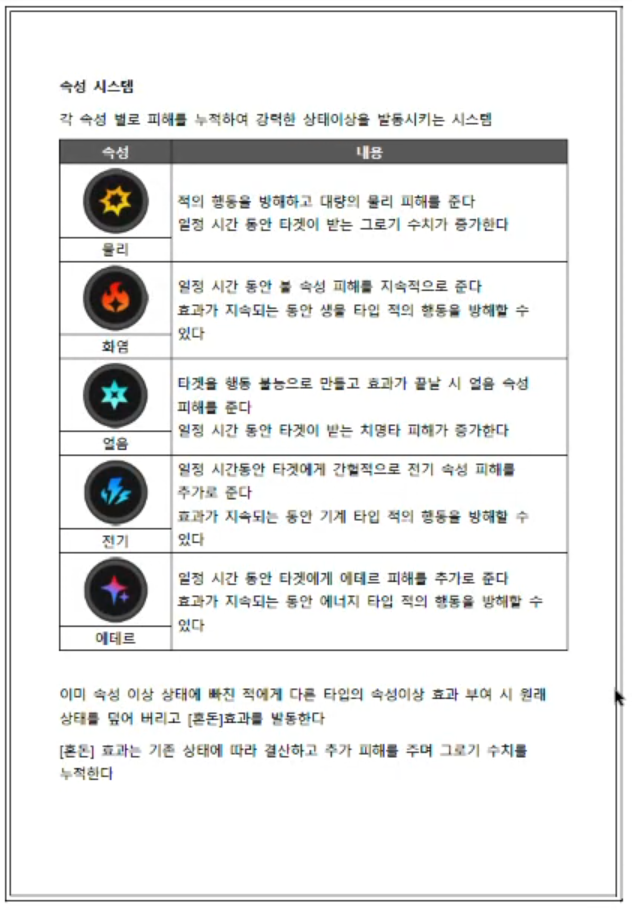 속성 시스템
각 속성 별로 피해를 누적하여 강력한 상태이상을 발동시키는 시스템
속성
내용
물리
적의 행동을 방해하고 대량의 물리 피해를 준다
일정 시간 동안 타겟이 받는 그로기 수치가 증가한다
화염
일정 시간 동안 불 속성 피해를 지속적으로 준다
효과가 지속되는 동안 생물 타입 적의 행동을 방해할 수
있다
얼음
타겟을 행동 불능으로 만들고 효과가 끝날 시 얼음 속성
피해를 준다
일정 시간 동안 타겟이 받는 치명타 피해가 증가한다
전기
일정 시간동안 타겟에게 간헐적으로 전기 속성 피해를
추가로 준다
효과가 지속되는 동안 기계 타입 적의 행동을 방해할 수
있다
에테르
일정 시간 동안 타겟에게 에테르 피해를 추가로 준다
효과가 지속되는 동안 에너지 타입 적의 행동을 방해할 수
있다
이미 속성 이상 상태에 빠진 적에게 다른 타입의 속성이상 효과 부여 시 원래
상태를 덮어 버리고 [혼돈]효과를 발동한다
[혼돈] 효과는 기존 상태에 따라 결산하고 추가 피해를 주며 그로기 수치를
누적한다